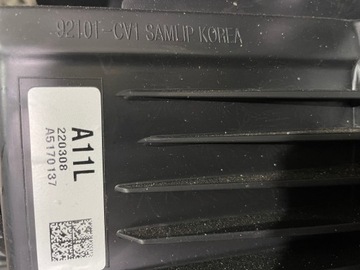 92101-CV1 SAMLIP KOREA
A11L
220308
A5170137